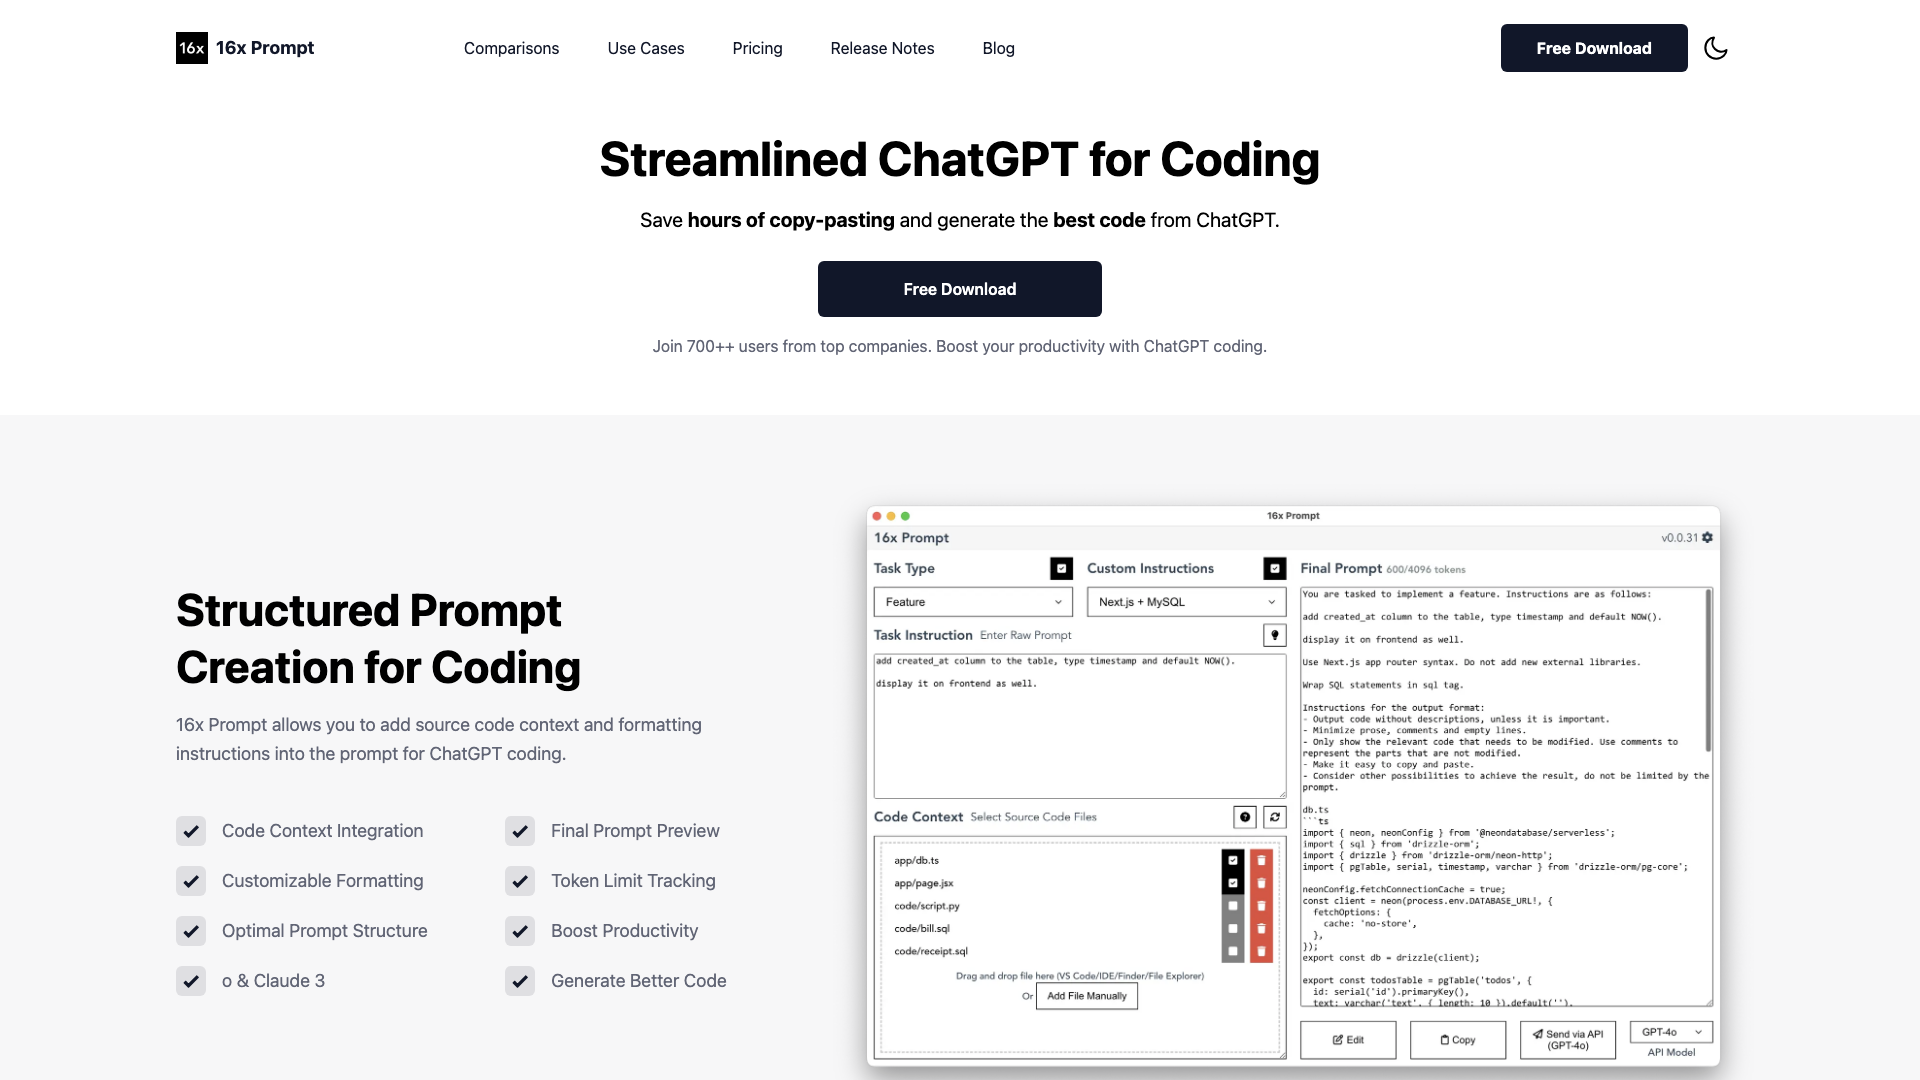 16x 16x Prompt
Comparisons
Use Cases
Pricing
Release Notes
Blog
Free Download
Streamlined ChatGPT for Coding
Save hours of copy-pasting and generate the best code from ChatGPT.
Free Download
Join 700++ users from top companies. Boost your productivity with ChatGPT coding.
Structured Prompt
Creation for Coding
16x Prompt allows you to add source code context and formatting
instructions into the prompt for ChatGPT coding.
Code Context Integration
Final Prompt Preview
Customizable Formatting
Token Limit Tracking
Optimal Prompt Structure
Boost Productivity
o & Claude 3
Generate Better Code
16x Prompt
16x Prompt
v0.0.31
Task Type
Custom Instructions
Feature
Next.js + MySQL
Task Instruction Enter Raw Prompt
add created_at column to the table, type timestamp and default NOW().
display it on frontend as well.
Code Context Select Source Code Files
app/db.ts
app/page.jsx
code/script.py
code/bill.sql
code/receipt.sql
Drag and drop file here (VS Code/IDE/Finder/File Explorer)
Or Add File Manually
Final Prompt 600/4096 tokens
You are tasked to implement a feature. Instructions are as follows:
add created_at column to the table, type timestamp and default NOW().
display it on frontend as well.
Use Next.js app router syntax. Do not add new external libraries.
Wrap SQL statements in sql tag.
Instructions for the output format:
- Output code without descriptions, unless it is important.
- Minimize prose, comments and empty lines.
- Only show the relevant code that needs to be modified. Use comments to
represent the parts that are not modified.
- Make it easy to copy and paste.
- Consider other possibilities to achieve the result, do not be limited by the
prompt.
db.ts
```ts
import { neon, neonConfig } from '@neondatabase/serverless';
import { sql } from 'drizzle-orm';
import { drizzle } from 'drizzle-orm/neon-http';
import { pgTable, serial, timestamp, varchar } from 'drizzle-orm/pg-core';
neonConfig.fetchConnectionCache = true;
const client = neon(process.env.DATABASE_URL!, {
fetchOptions: {
cache: 'no-store',
},
});
export const db = drizzle(client);
export const todosTable = pgTable('todos', {
id: serial('id').primaryKey(),
text: varchar('text', { length: 10 }).default(''),
Edit
Copy
Send via API
(GPT-4o)
GPT-4o
API Model